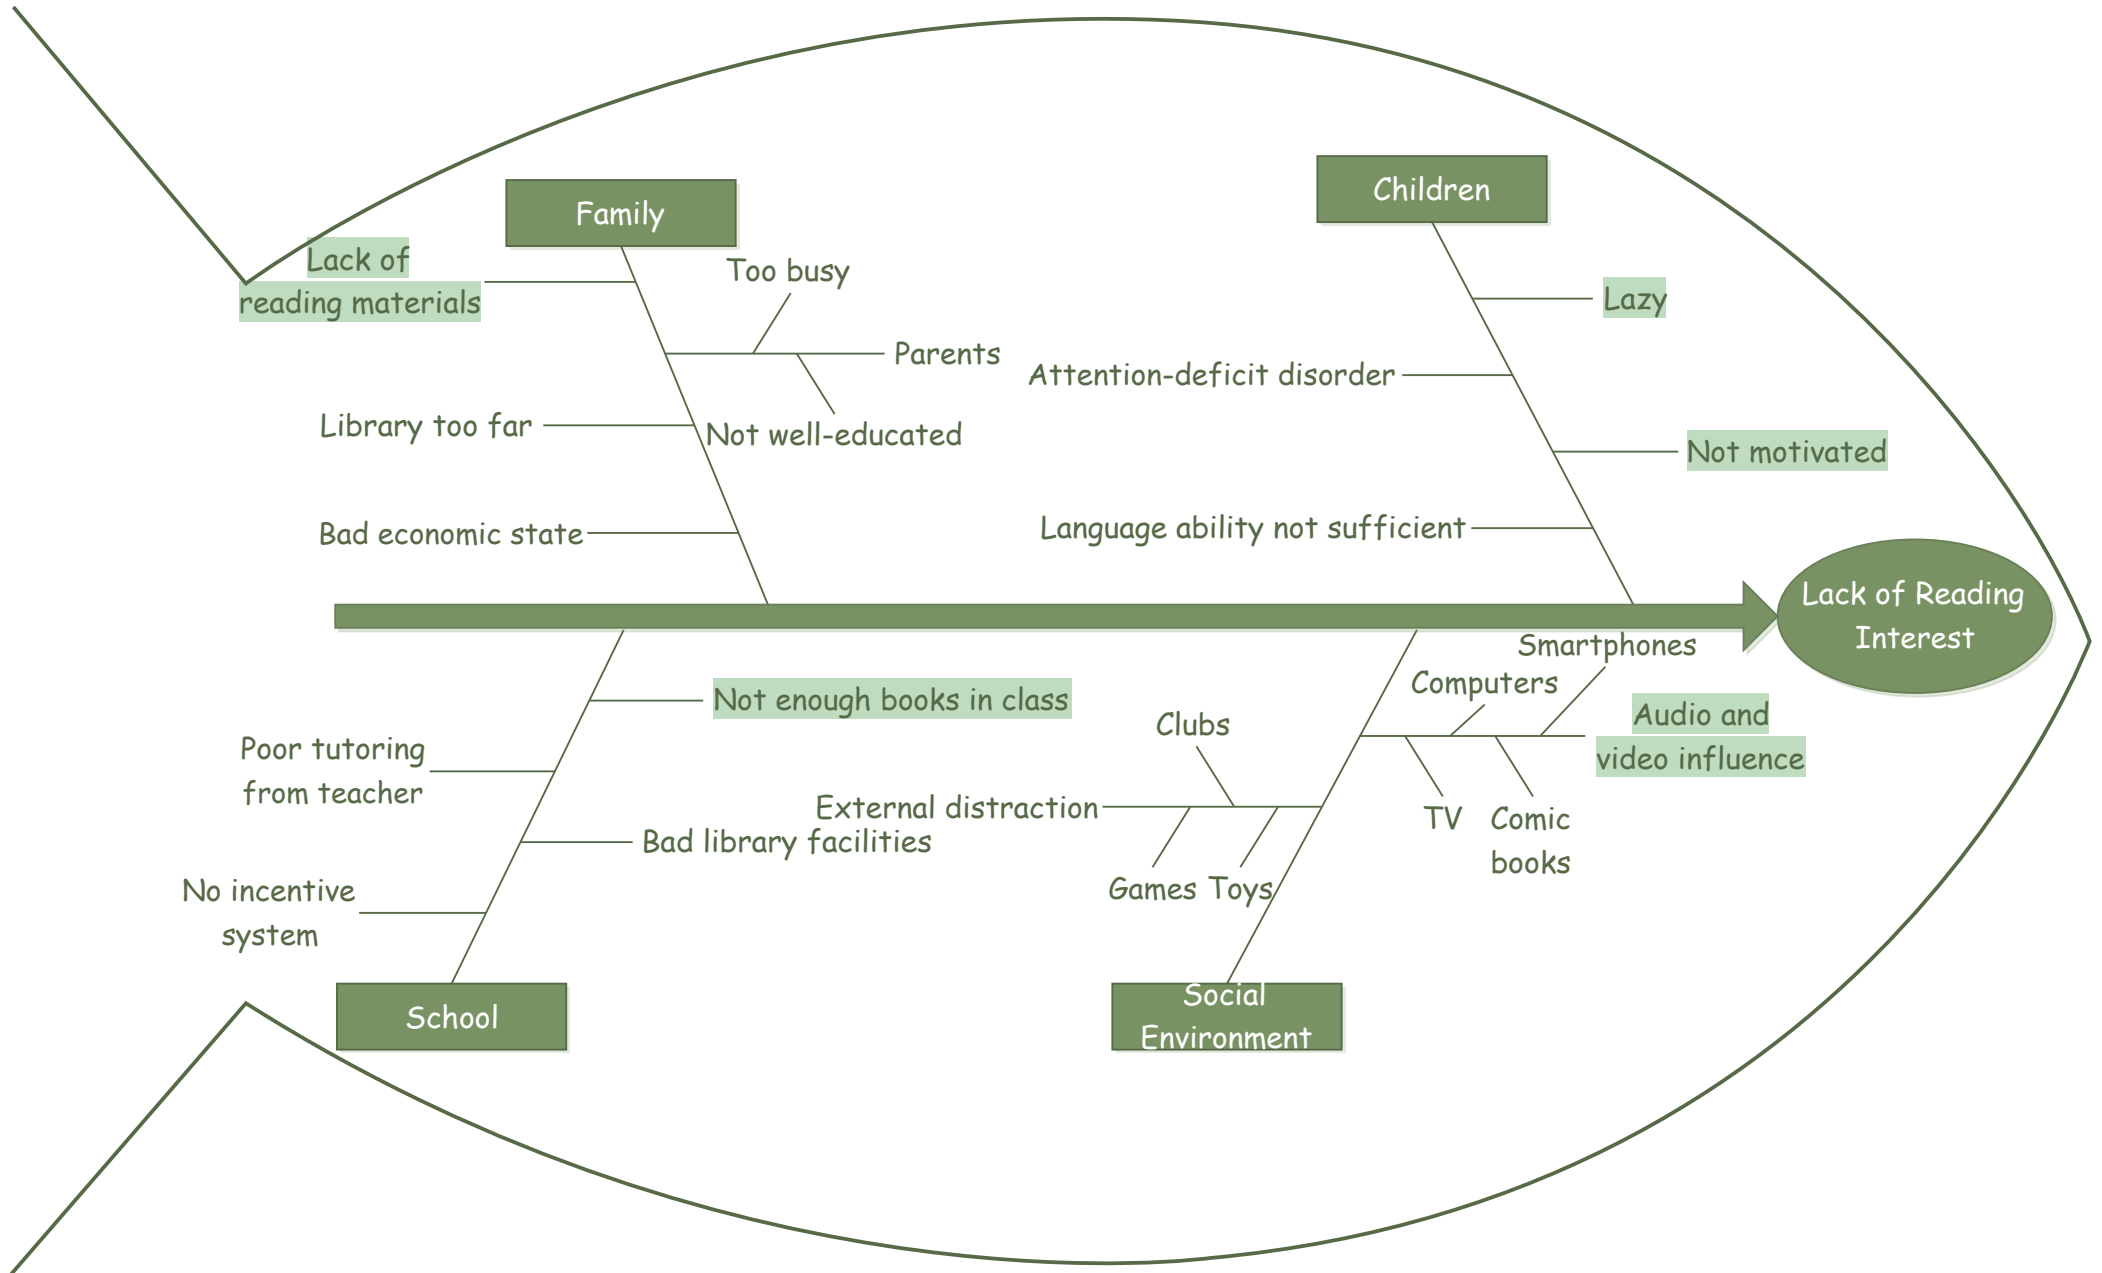 Family
Lack of
reading materials
Too busy
Parents
Library too far
Not well-educated
Bad economic state
Children
Lazy
Attention-deficit disorder
Not motivated
Language ability not sufficient
Lack of Reading
Interest
Not enough books in class
Poor tutoring
from teacher
Bad library facilities
No incentive
system
School
Smartphones
Computers
Audio and
video influence
Clubs
External distraction
TV
Comic
books
Games
Toys
Social
Environment